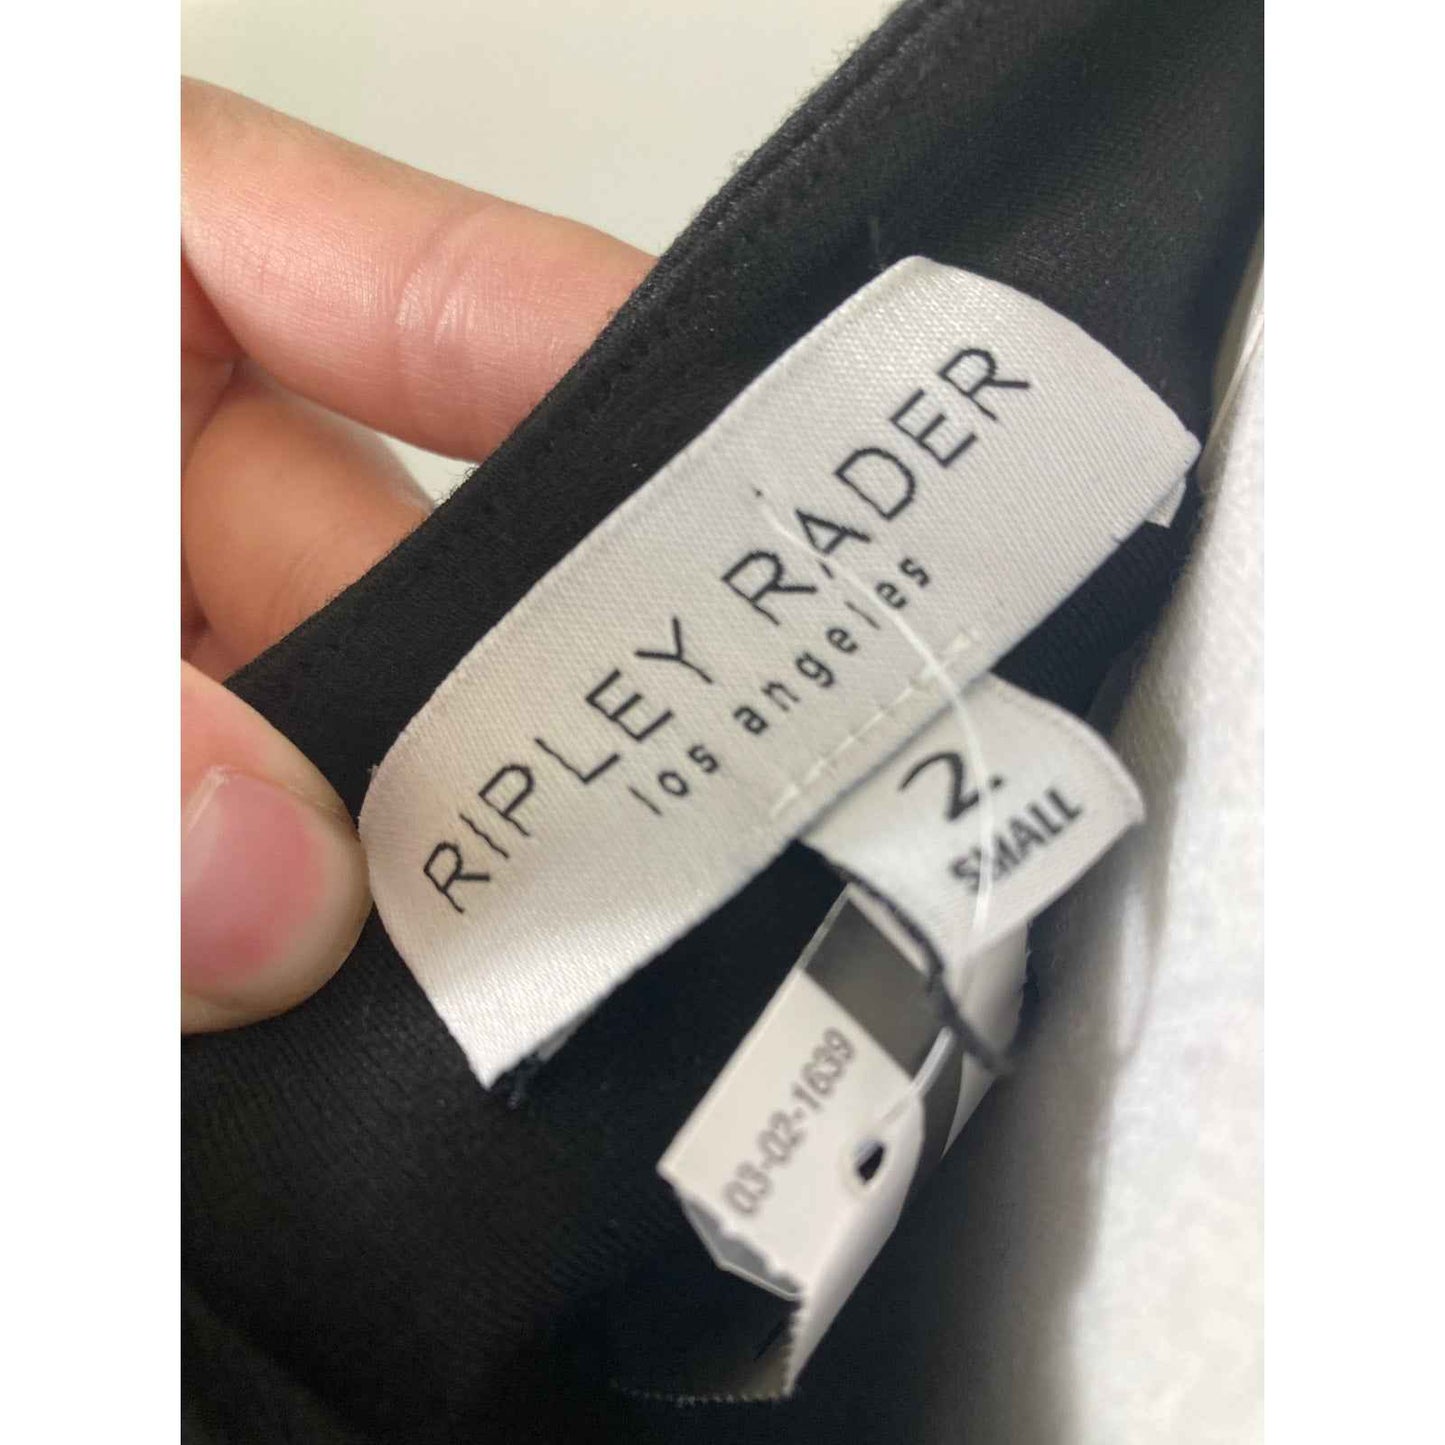 RIPLEY RADER
los angeles
2
SMALL
03-02-1639